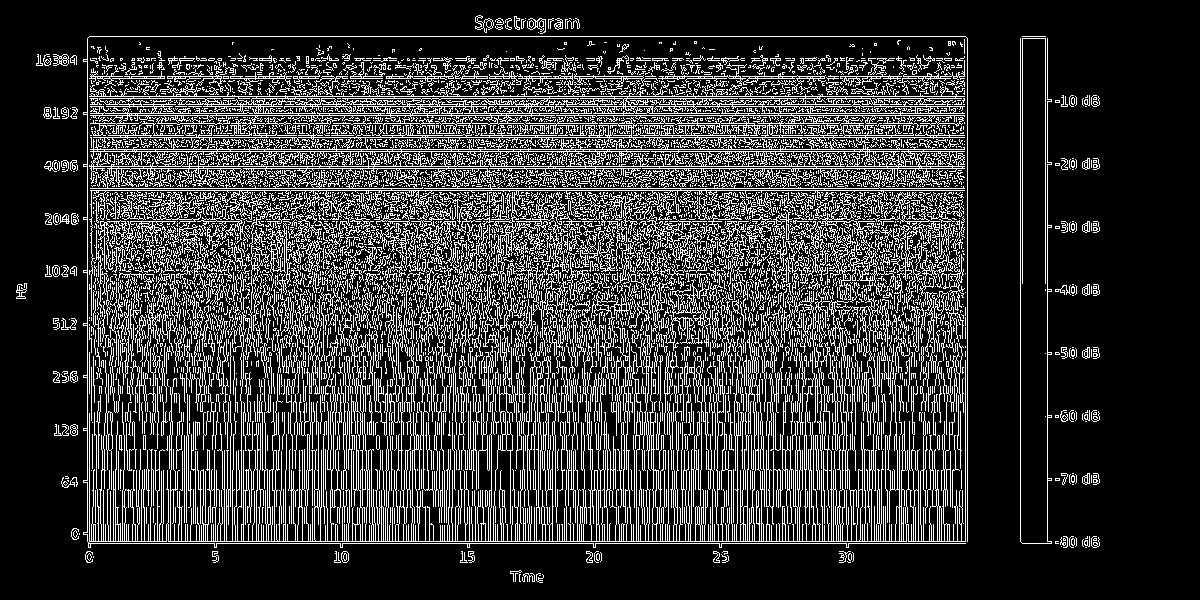 Spectrogram
16384
8192
4096
2048
1024
512
256
128
64
0
Hz
0 5 10 15 20 25 30
Time
-10 dB
-20 dB
-30 dB
-40 dB
-50 dB
-60 dB
-70 dB
-80 dB